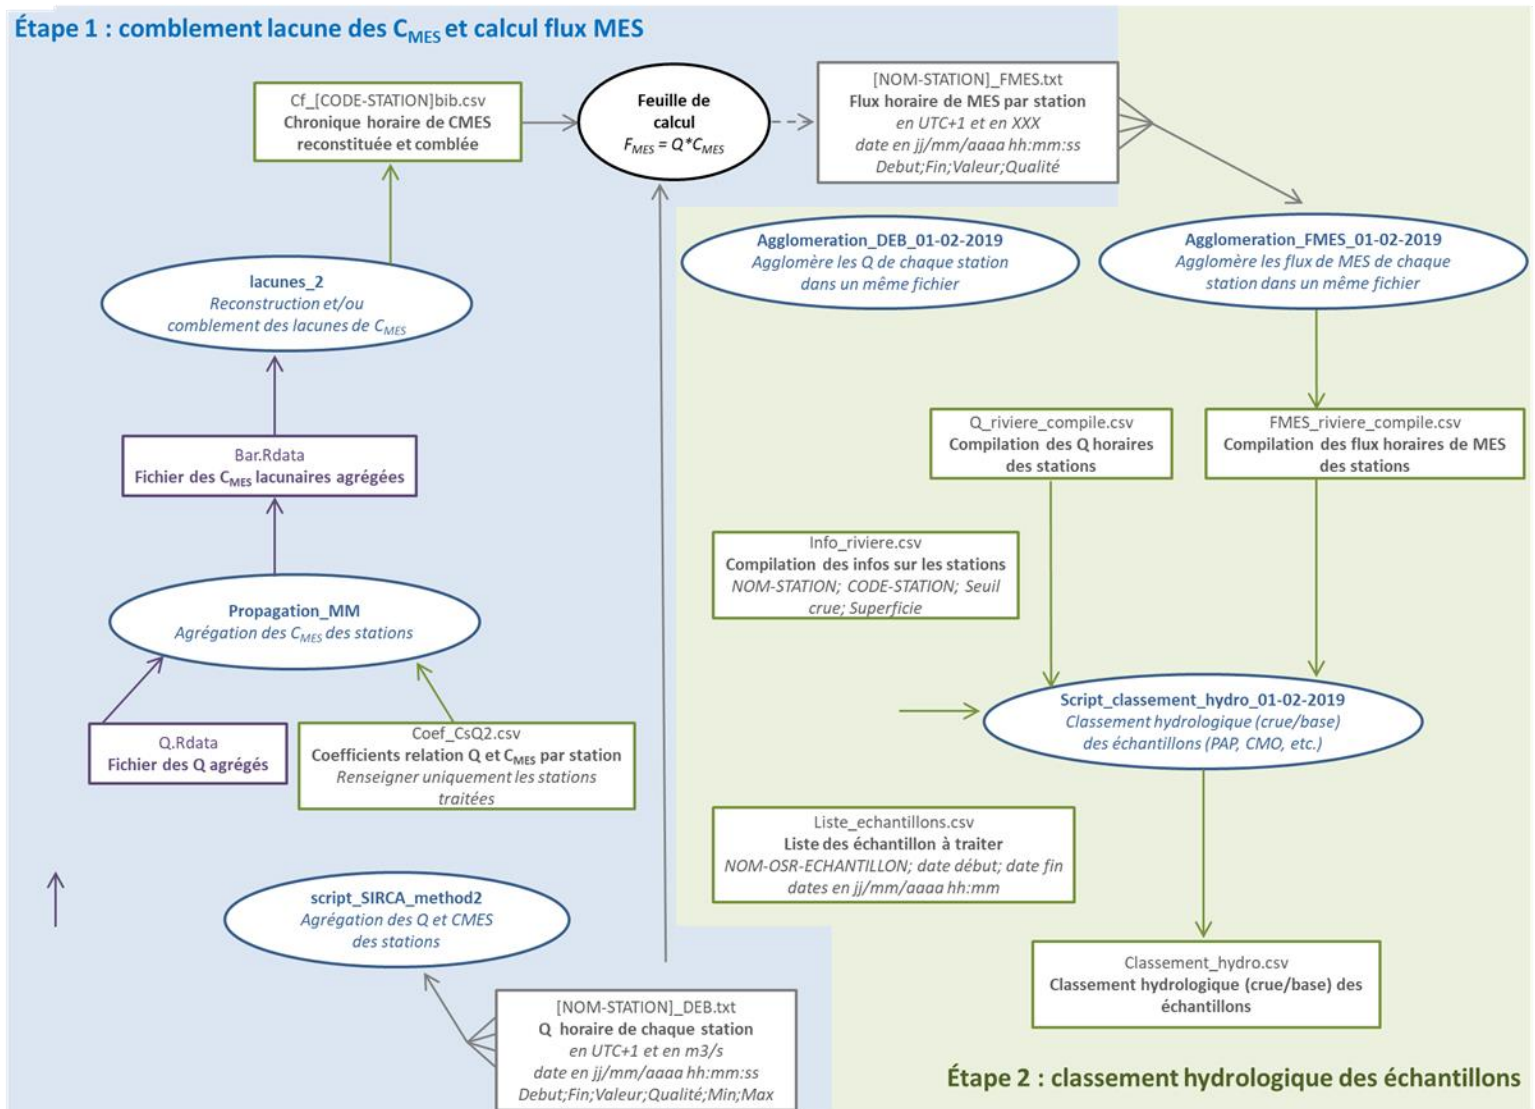 Étape 1 : comblement lacune des CMES et calcul flux MES
Cf_[CODE-STATION]bib.csv
Chronique horaire de CMES
reconstituée et comblée
Feuille de
calcul
FMES = Q*CMES
[NOM-STATION]_FMES.txt
Flux horaire de MES par station
en UTC+1 et en XXX
date en jj/mm/aaaa hh:mm:ss
Debut;Fin;Valeur;Qualité
lacunes_2
Reconstruction et/ou
comblement des lacunes de CMES
Agglomeration_DEB_01-02-2019
Agglomère les Q de chaque station
dans un même fichier
Agglomeration_FMES_01-02-2019
Agglomère les flux de MES de chaque
station dans un même fichier
Bar.Rdata
Fichier des CMES lacunaires agrégées
Q_riviere_compile.csv
Compilation des Q horaires
des stations
FMES_riviere_compile.csv
Compilation des flux horaires de MES
des stations
Info_riviere.csv
Compilation des infos sur les stations
NOM-STATION; CODE-STATION; Seuil
crue; Superficie
Propagation_MM
Agrégation des CMES des stations
Q.Rdata
Fichier des Q agrégés
Coef_CsQ2.csv
Coefficients relation Q et CMES par station
Renseigner uniquement les stations
traitées
Script_classement_hydro_01-02-2019
Classement hydrologique (crue/base)
des échantillons (PAP, CMO, etc.)
Liste_echantillons.csv
Liste des échantillon à traiter
NOM-OSR-ECHANTILLON; date début; date fin
dates en jj/mm/aaaa hh:mm
script_SIRCA_method2
Agrégation des Q et CMES
des stations
Classement_hydro.csv
Classement hydrologique (crue/base) des
échantillons
[NOM-STATION]_DEB.txt
Q horaire de chaque station
en UTC+1 et en m3/s
date en jj/mm/aaaa hh:mm:ss
Debut;Fin;Valeur;Qualité;Min;Max
Étape 2 : classement hydrologique des échantillons